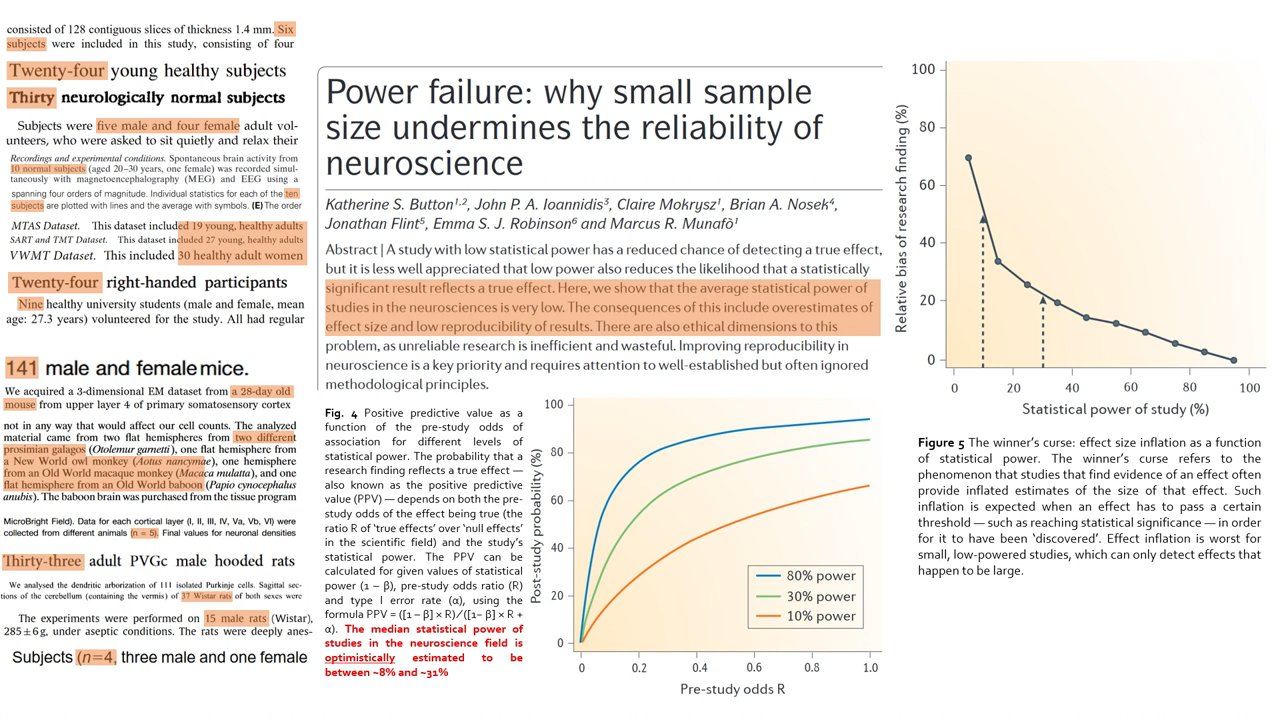 consisted of 128 contiguous slices of thickness 1.4 mm. Six
subjects were included in this study, consisting of four
Twenty-four young healthy subjects
Thirty neurologically normal subjects
Subjects were five male and four female adult vol-
unteers, who were asked to sit quietly and relax their
Recordings and experimental conditions. Spontaneous brain activity from
10 normal subjects (aged 20–30 years, one female) was recorded simul-
taneously with magnetoencephalography (MEG) and EEG using a
spanning four orders of magnitude. Individual statistics for each of the ten
subjects are plotted with lines and the average with symbols. (E) The order
MTAS Dataset. This dataset included 19 young, healthy adults
SART and TMT Dataset. This dataset included 27 young, healthy adults
VWMT Dataset. This included 30 healthy adult women
Twenty-four right-handed participants
Nine healthy university students (male and female, mean
age: 27.3 years) volunteered for the study. All had regular
141 male and female mice.
We acquired a 3-dimensional EM dataset from a 28-day old
mouse from upper layer 4 of primary somatosensory cortex
not in any way that would affect our cell counts. The analyzed
material came from two flat hemispheres from two different
prosimian galagos (Otolemur garnetti), one flat hemisphere from
a New World owl monkey (Aotus nancymae), one hemisphere
from an Old World macaque monkey (Macaca mulatta), and one
flat hemisphere from an Old World baboon (Papio cynocephalus
anubis). The baboon brain was purchased from the tissue program
MicroBright Field). Data for each cortical layer (I, II, III, IV, Va, Vb, VI) were
collected from different animals (n = 5). Final values for neuronal densities
Thirty-three adult PVGc male hooded rats
We analysed the dendritic arborization of 111 isolated Purkinje cells. Sagittal sec-
tions of the cerebellum (containing the vermis) of 37 Wistar rats of both sexes were
The experiments were performed on 15 male rats (Wistar),
285 ± 6 g, under aseptic conditions. The rats were deeply anes-
Subjects (n=4, three male and one female
Power failure: why small sample
size undermines the reliability of
neuroscience
Katherine S. Button1,2, John P. A. Ioannidis3, Claire Mokrysz1, Brian A. Nosek4,
Jonathan Flint5, Emma S. J. Robinson6 and Marcus R. Munafò1
Abstract | A study with low statistical power has a reduced chance of detecting a true effect,
but it is less well appreciated that low power also reduces the likelihood that a statistically
significant result reflects a true effect. Here, we show that the average statistical power of
studies in the neurosciences is very low. The consequences of this include overestimates of
effect size and low reproducibility of results. There are also ethical dimensions to this
problem, as unreliable research is inefficient and wasteful. Improving reproducibility in
neuroscience is a key priority and requires attention to well-established but often ignored
methodological principles.
Fig. 4 Positive predictive value as a
function of the pre-study odds of
association for different levels of
statistical power. The probability that a
research finding reflects a true effect —
also known as the positive predictive
value (PPV) — depends on both the pre-
study odds of the effect being true (the
ratio R of ‘true effects’ over ‘null effects’
in the scientific field) and the study’s
statistical power. The PPV can be
calculated for given values of statistical
power (1 − β), pre-study odds ratio (R)
and type I error rate (α), using the
formula PPV = ([1 − β] × R)/([1− β] × R +
α). The median statistical power of
studies in the neuroscience field is
optimistically estimated to be
between ~8% and ~31%
Post-study probability (%)
100
80
60
40
20
0
80% power
30% power
10% power
0
0.2
0.4
0.6
0.8
1.0
Pre-study odds R
Relative bias of research finding (%)
100
80
60
40
20
0
0
20
40
60
80
100
Statistical power of study (%)
Figure 5 The winner’s curse: effect size inflation as a function
of statistical power. The winner’s curse refers to the
phenomenon that studies that find evidence of an effect often
provide inflated estimates of the size of that effect. Such
inflation is expected when an effect has to pass a certain
threshold — such as reaching statistical significance — in order
for it to have been ‘discovered’. Effect inflation is worst for
small, low-powered studies, which can only detect effects that
happen to be large.